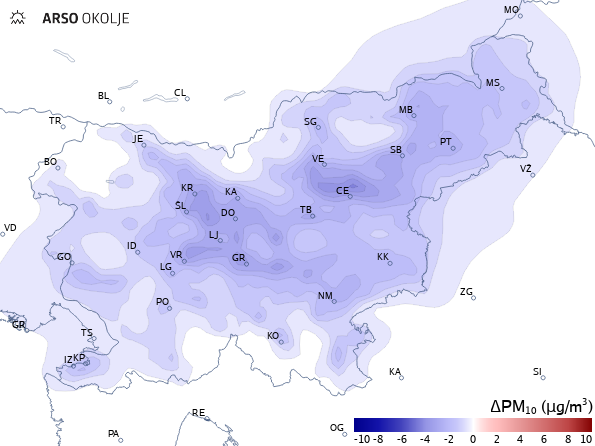 ARSO OKOLJE
MO
MS
BL
CL
TR
SG
MB
JE
PT
SB
BO
VE
VŽ
KR
KA
CE
ŠL
DO
TB
VD
LJ
ID
VR
GO
LG
GR
KK
PO
NM
ZG
GR
TS
KO
IZ
KP
KA
SI
RE
PA
OG
ΔPM₁₀ (µg/m³)
-10 -8 -6 -4 -2 0 2 4 6 8 10